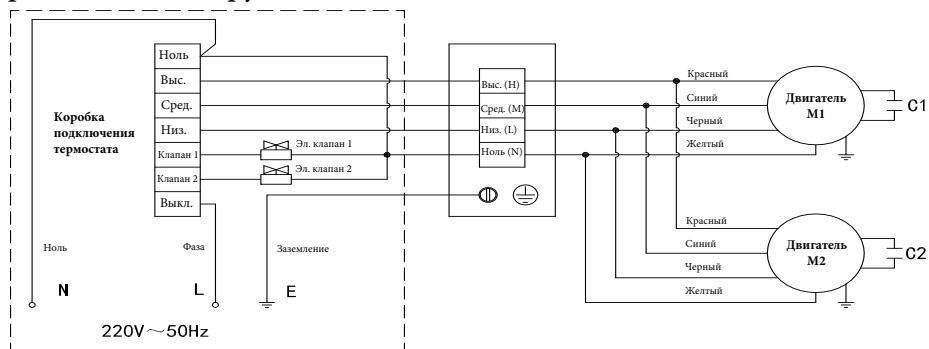 Ноль
Выс.
Сред.
Низ.
Клапан 1
Клапан 2
Выкл.
Коробка
подключения
термостата
Эл. клапан 1
Эл. клапан 2
Ноль
Фаза
Заземление
N
L
E
220V～50Hz
Выс. (H)
Сред. (M)
Низ. (L)
Ноль (N)
Красный
Синий
Черный
Желтый
Двигатель
M1
C1
Красный
Синий
Черный
Желтый
Двигатель
M2
C2